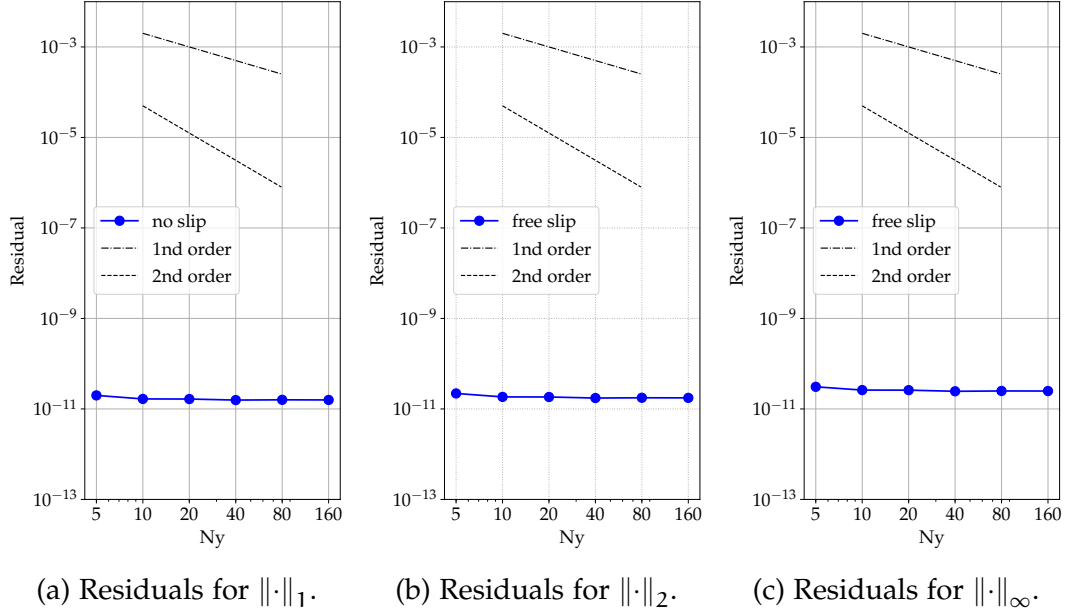 10⁻³
10⁻⁵
10⁻⁷
10⁻⁹
10⁻¹¹
10⁻¹³
Residual
no slip
1nd order
2nd order
5 10 20 40 80 160
Ny
(a) Residuals for ‖·‖₁.
10⁻³
10⁻⁵
10⁻⁷
10⁻⁹
10⁻¹¹
10⁻¹³
Residual
free slip
1nd order
2nd order
5 10 20 40 80 160
Ny
(b) Residuals for ‖·‖₂.
10⁻³
10⁻⁵
10⁻⁷
10⁻⁹
10⁻¹¹
10⁻¹³
Residual
free slip
1nd order
2nd order
5 10 20 40 80 160
Ny
(c) Residuals for ‖·‖∞.